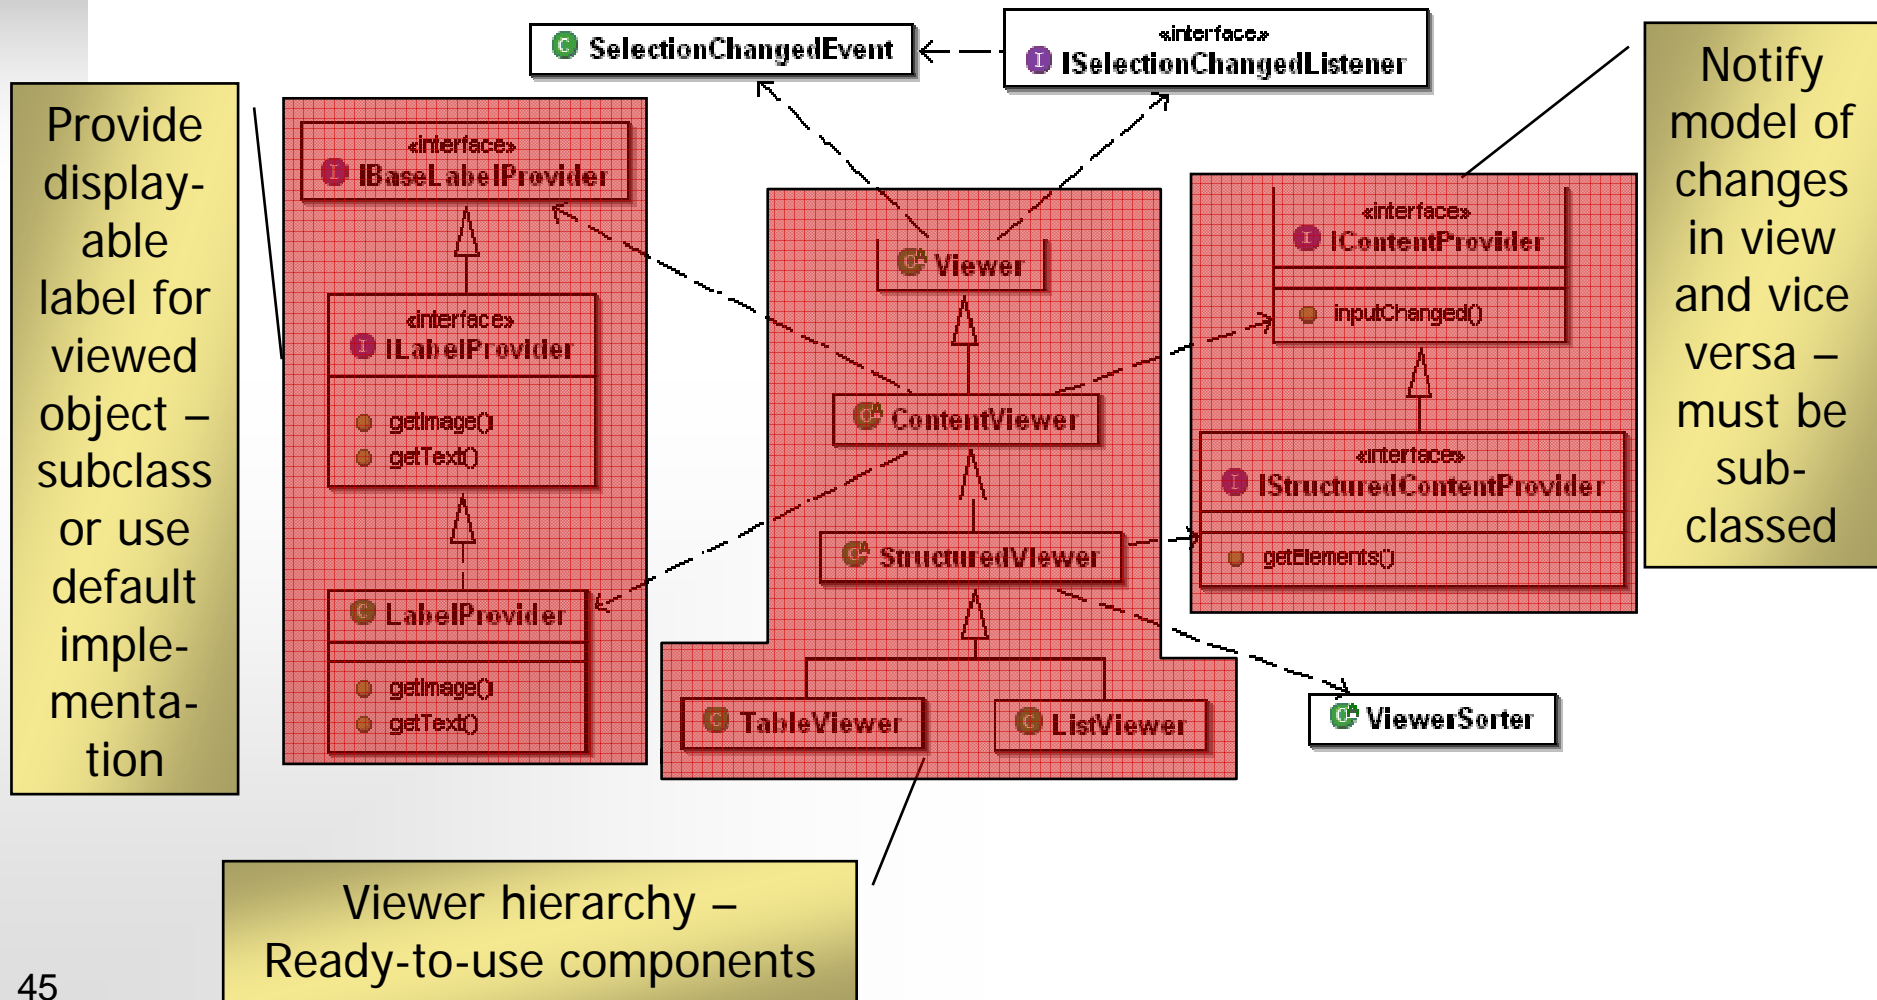 SelectionChangedEvent
«interface»
ISelectionChangedListener
Provide
display-
able
label for
viewed
object –
subclass
or use
default
imple-
menta-
tion
«interface»
IBaseLabelProvider
«interface»
ILabelProvider
getImage()
getText()
LabelProvider
getImage()
getText()
Viewer
ContentViewer
StructuredViewer
TableViewer
ListViewer
«interface»
IContentProvider
inputChanged()
«interface»
IStructuredContentProvider
getElements()
ViewerSorter
Notify
model of
changes
in view
and vice
versa –
must be
sub-
classed
Viewer hierarchy –
Ready-to-use components
45